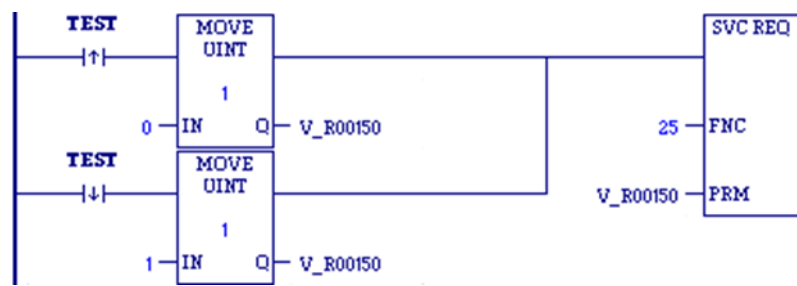 TEST
MOVE
UINT
1
0 IN Q V_R00150
SVC REQ
25 FNC
V_R00150 PRM
TEST
MOVE
UINT
1
1 IN Q V_R00150